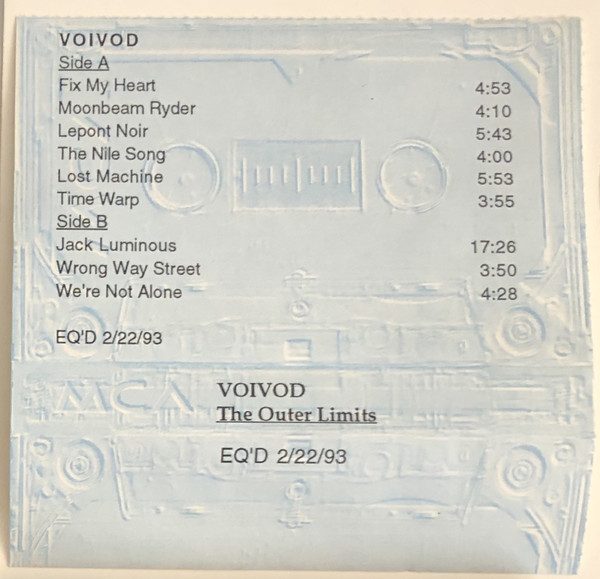 VOIVOD
Side A
Fix My Heart 4:53
Moonbeam Ryder 4:10
Lepont Noir 5:43
The Nile Song 4:00
Lost Machine 5:53
Time Warp 3:55
Side B
Jack Luminous 17:26
Wrong Way Street 3:50
We're Not Alone 4:28
EQ'D 2/22/93
MCA
VOIVOD
The Outer Limits
EQ'D 2/22/93